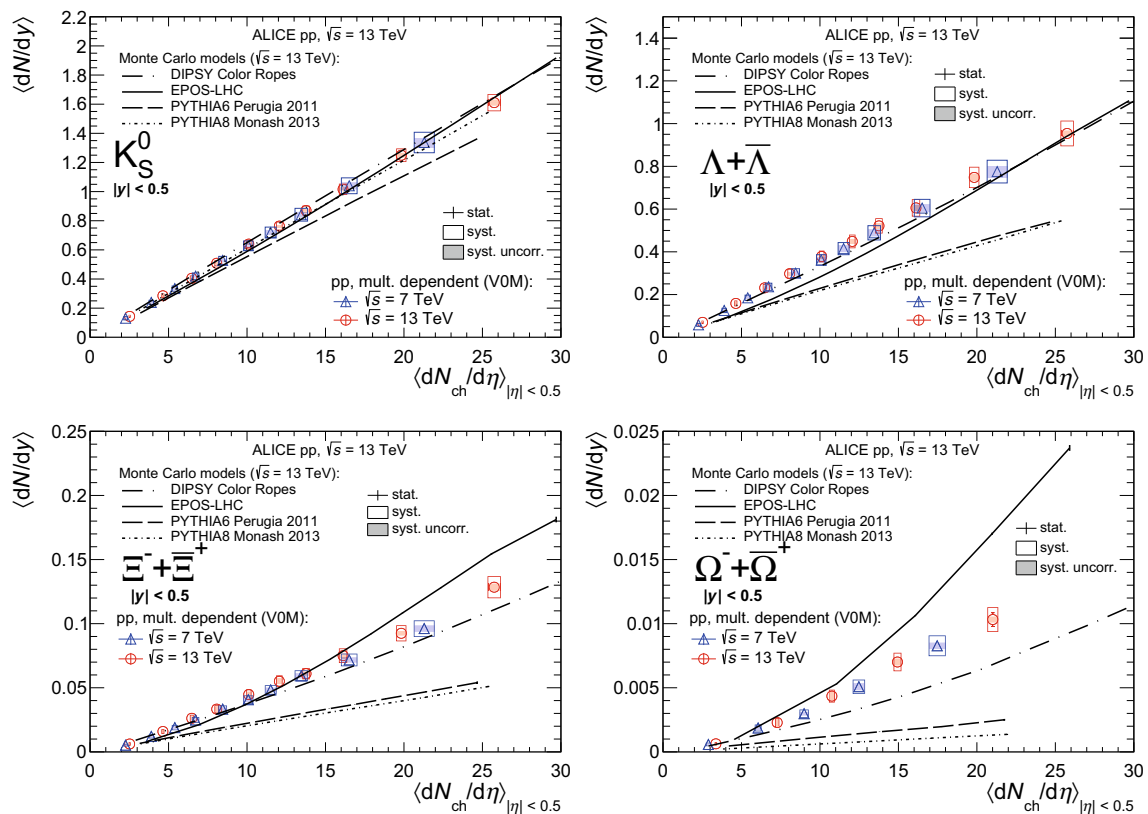 ⟨dN/dy⟩
ALICE pp, √s = 13 TeV
Monte Carlo models (√s = 13 TeV):
DIPSY Color Ropes
EPOS-LHC
PYTHIA6 Perugia 2011
PYTHIA8 Monash 2013
K⁰_S
|y| < 0.5
stat.
syst.
syst. uncorr.
pp, mult. dependent (V0M):
√s = 7 TeV
√s = 13 TeV
2.2
2
1.8
1.6
1.4
1.2
1
0.8
0.6
0.4
0.2
0
0 5 10 15 20 25 30
⟨dN_ch/dη⟩_|η| < 0.5
⟨dN/dy⟩
ALICE pp, √s = 13 TeV
Monte Carlo models (√s = 13 TeV):
DIPSY Color Ropes
EPOS-LHC
PYTHIA6 Perugia 2011
PYTHIA8 Monash 2013
stat.
syst.
syst. uncorr.
Λ+Λ̅
|y| < 0.5
pp, mult. dependent (V0M):
√s = 7 TeV
√s = 13 TeV
1.4
1.2
1
0.8
0.6
0.4
0.2
0
0 5 10 15 20 25 30
⟨dN_ch/dη⟩_|η| < 0.5
⟨dN/dy⟩
ALICE pp, √s = 13 TeV
Monte Carlo models (√s = 13 TeV):
DIPSY Color Ropes
EPOS-LHC
PYTHIA6 Perugia 2011
PYTHIA8 Monash 2013
stat.
syst.
syst. uncorr.
Ξ⁻+Ξ̅⁺
|y| < 0.5
pp, mult. dependent (V0M):
√s = 7 TeV
√s = 13 TeV
0.25
0.2
0.15
0.1
0.05
0
0 5 10 15 20 25 30
⟨dN_ch/dη⟩_|η| < 0.5
⟨dN/dy⟩
ALICE pp, √s = 13 TeV
Monte Carlo models (√s = 13 TeV):
DIPSY Color Ropes
EPOS-LHC
PYTHIA6 Perugia 2011
PYTHIA8 Monash 2013
stat.
syst.
syst. uncorr.
Ω⁻+Ω̅⁺
|y| < 0.5
pp, mult. dependent (V0M):
√s = 7 TeV
√s = 13 TeV
0.025
0.02
0.015
0.01
0.005
0
0 5 10 15 20 25 30
⟨dN_ch/dη⟩_|η| < 0.5